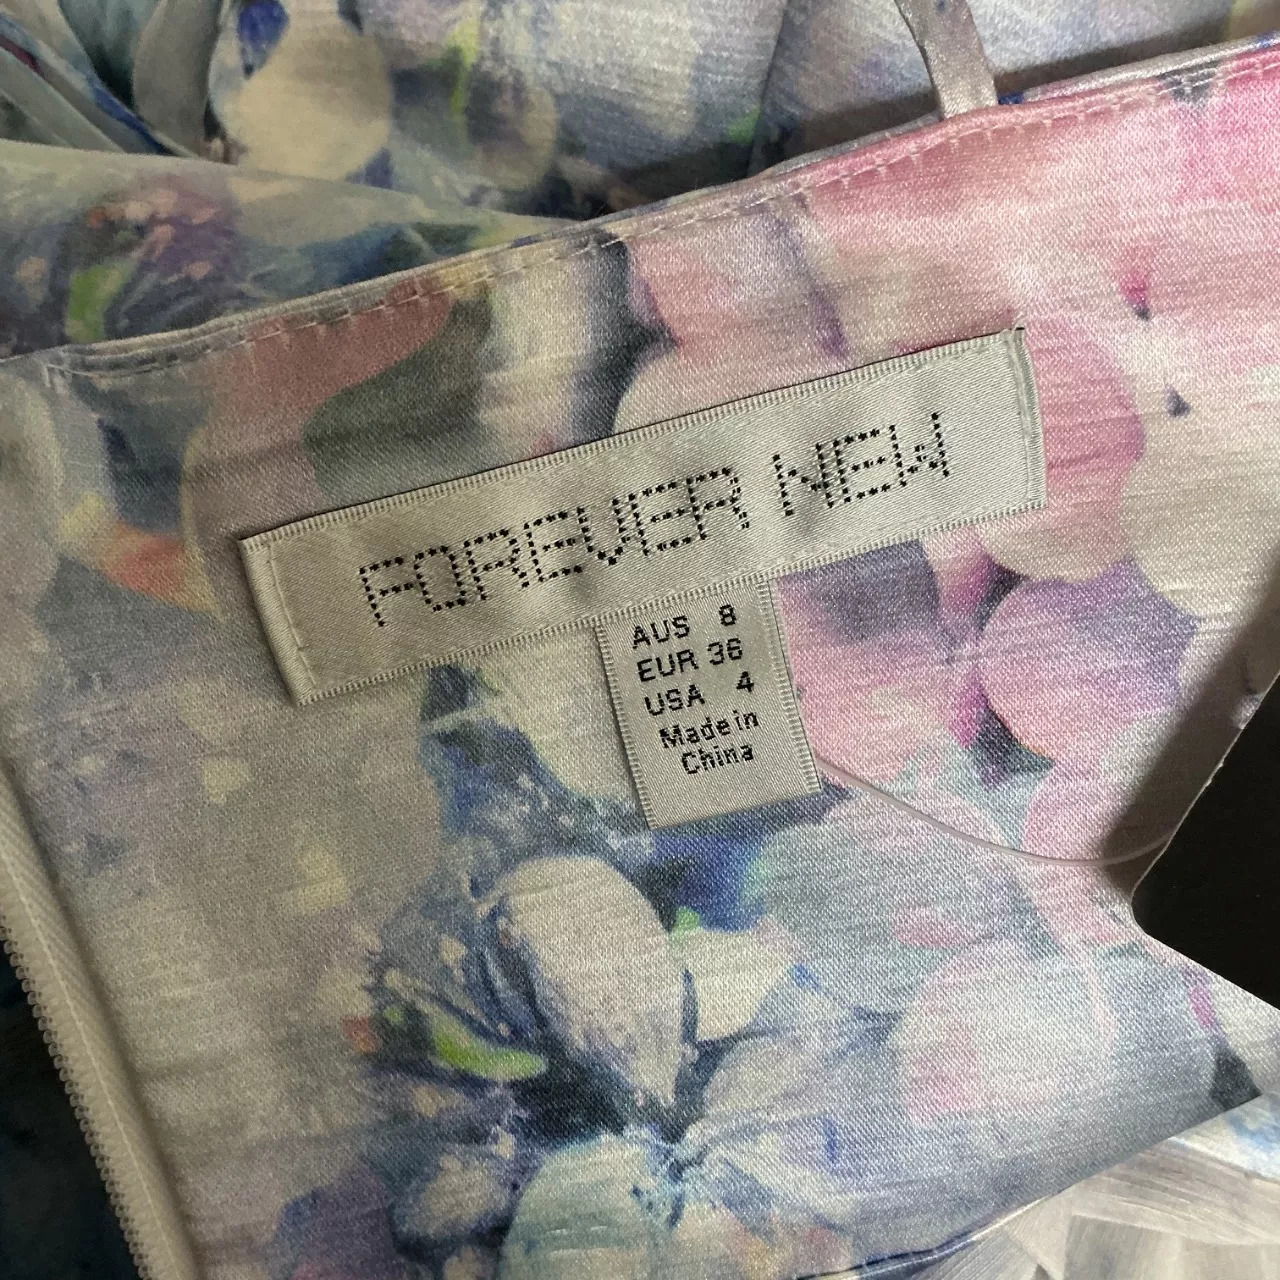 FOREVER NEW
AUS 8
EUR 36
USA 4
Made in
China